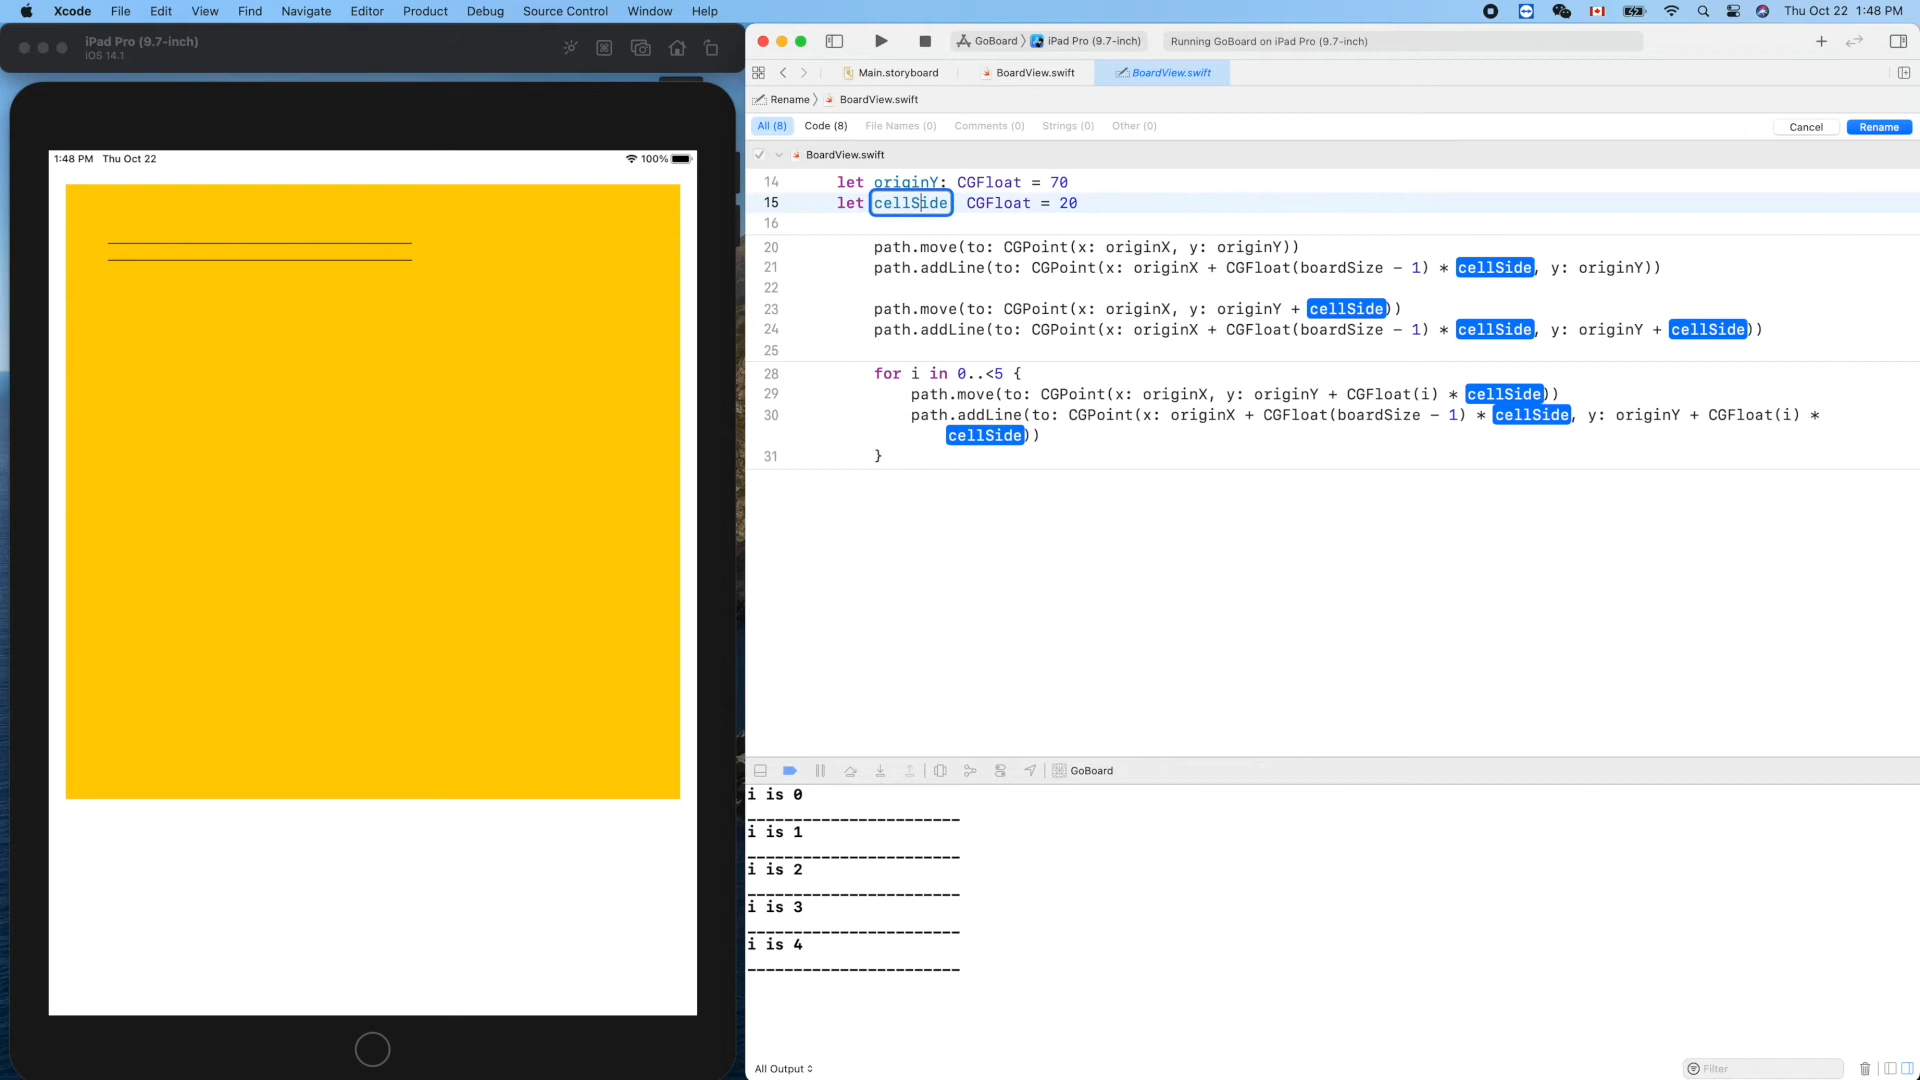 Xcode File Edit View Find Navigate Editor Product Debug Source Control Window Help Thu Oct 22 1:48 PM
iPad Pro (9.7-inch)
iOS 14.1
1:48 PM Thu Oct 22 100%
GoBoard iPad Pro (9.7-inch) Running GoBoard on iPad Pro (9.7-inch)
Main.storyboard BoardView.swift BoardView.swift
Rename BoardView.swift
All (8) Code (8) File Names (0) Comments (0) Strings (0) Other (0) Cancel Rename
BoardView.swift
14 let originY: CGFloat = 70
15 let cellSide CGFloat = 20
16
20 path.move(to: CGPoint(x: originX, y: originY))
21 path.addLine(to: CGPoint(x: originX + CGFloat(boardSize - 1) * cellSide, y: originY))
22
23 path.move(to: CGPoint(x: originX, y: originY + cellSide))
24 path.addLine(to: CGPoint(x: originX + CGFloat(boardSize - 1) * cellSide, y: originY + cellSide))
25
28 for i in 0..<5 {
29 path.move(to: CGPoint(x: originX, y: originY + CGFloat(i) * cellSide))
30 path.addLine(to: CGPoint(x: originX + CGFloat(boardSize - 1) * cellSide, y: originY + CGFloat(i) *
cellSide))
31 }
GoBoard
i is 0
_______________________
i is 1
_______________________
i is 2
_______________________
i is 3
_______________________
i is 4
_______________________
All Output Filter